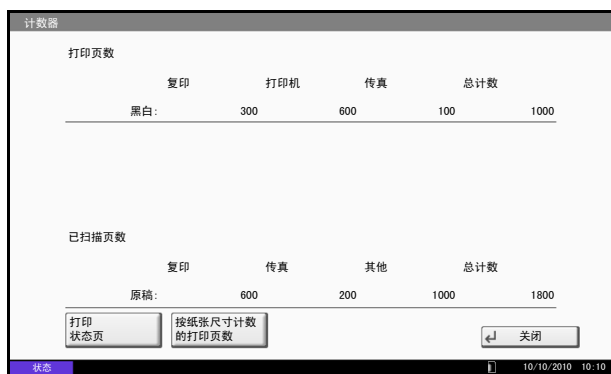 计数器
打印页数
复印 打印机 传真 总计数
黑白: 300 600 100 1000
已扫描页数
复印 传真 其他 总计数
原稿: 600 200 1000 1800
打印
状态页
按纸张尺寸计数
的打印页数
关闭
状态 10/10/2010 10:10